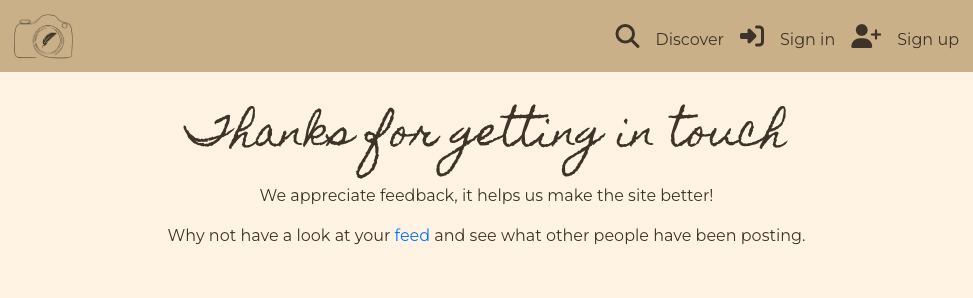 Discover Sign in Sign up
Thanks for getting in touch
We appreciate feedback, it helps us make the site better!
Why not have a look at your feed and see what other people have been posting.